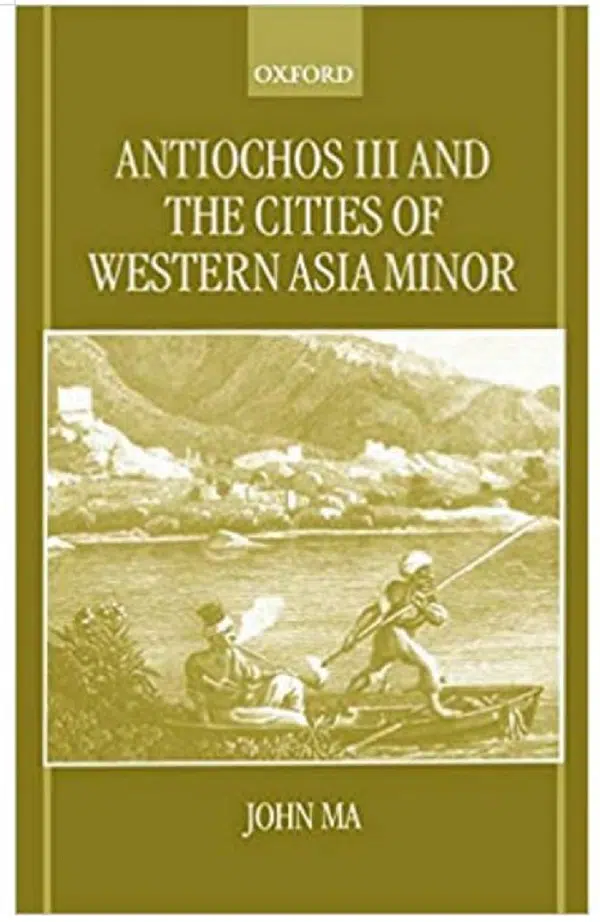 OXFORD
ANTIOCHOS III AND
THE CITIES OF
WESTERN ASIA MINOR
JOHN MA